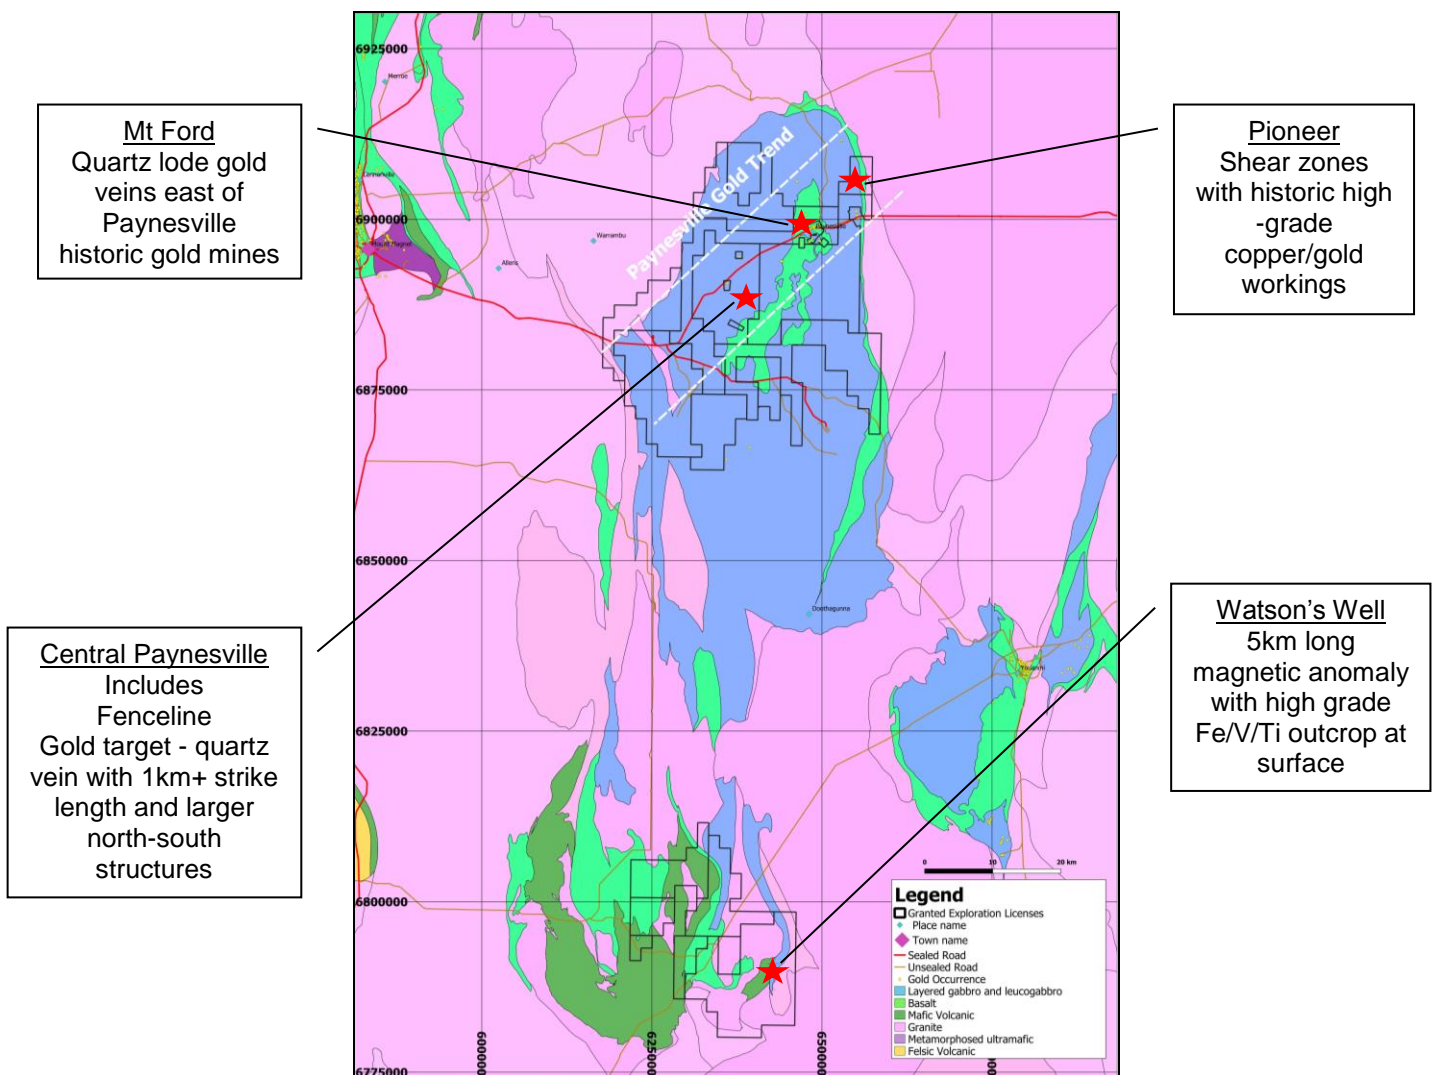 Mt Ford
Quartz lode gold
veins east of
Paynesville
historic gold mines
Pioneer
Shear zones
with historic high
-grade
copper/gold
workings
Central Paynesville
Includes
Fenceline
Gold target - quartz
vein with 1km+ strike
length and larger
north-south
structures
Watson's Well
5km long
magnetic anomaly
with high grade
Fe/V/Ti outcrop at
surface
6925000
6900000
6875000
6850000
6825000
6800000
6775000
600000
625000
650000
Paynesville Gold Trend
Warrambu
Mount Magnet
0 10 20 km
Legend
Granted Exploration Licenses
Place name
Town name
Sealed Road
Unsealed Road
Gold Occurrence
Layered gabbro and leucogabbro
Basalt
Mafic Volcanic
Granite
Metamorphosed ultramafic
Felsic Volcanic